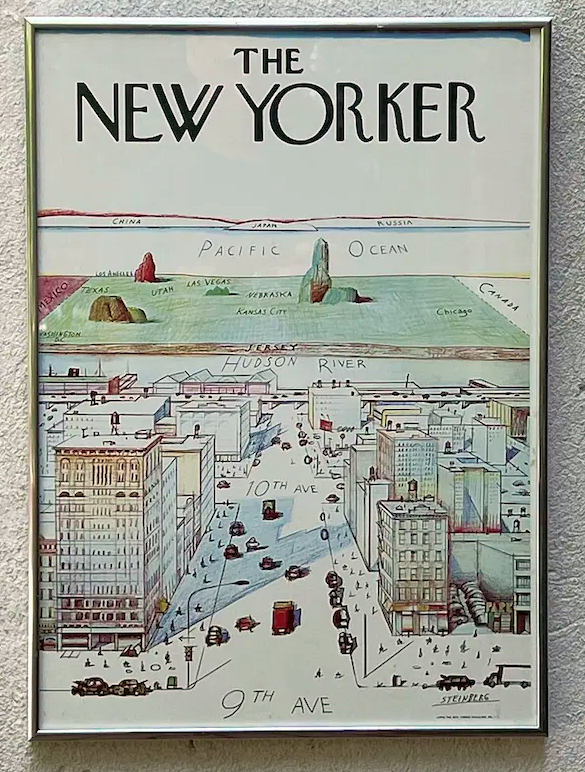 THE
NEW YORKER
CHINA
JAPAN
RUSSIA
PACIFIC OCEAN
LOS ANGELES
MEXICO
TEXAS
UTAH
LAS VEGAS
NEBRASKA
KANSAS CITY
CANADA
Chicago
WASHINGTON
DC
JERSEY
HUDSON RIVER
10TH AVE
9TH AVE
STEINBERG